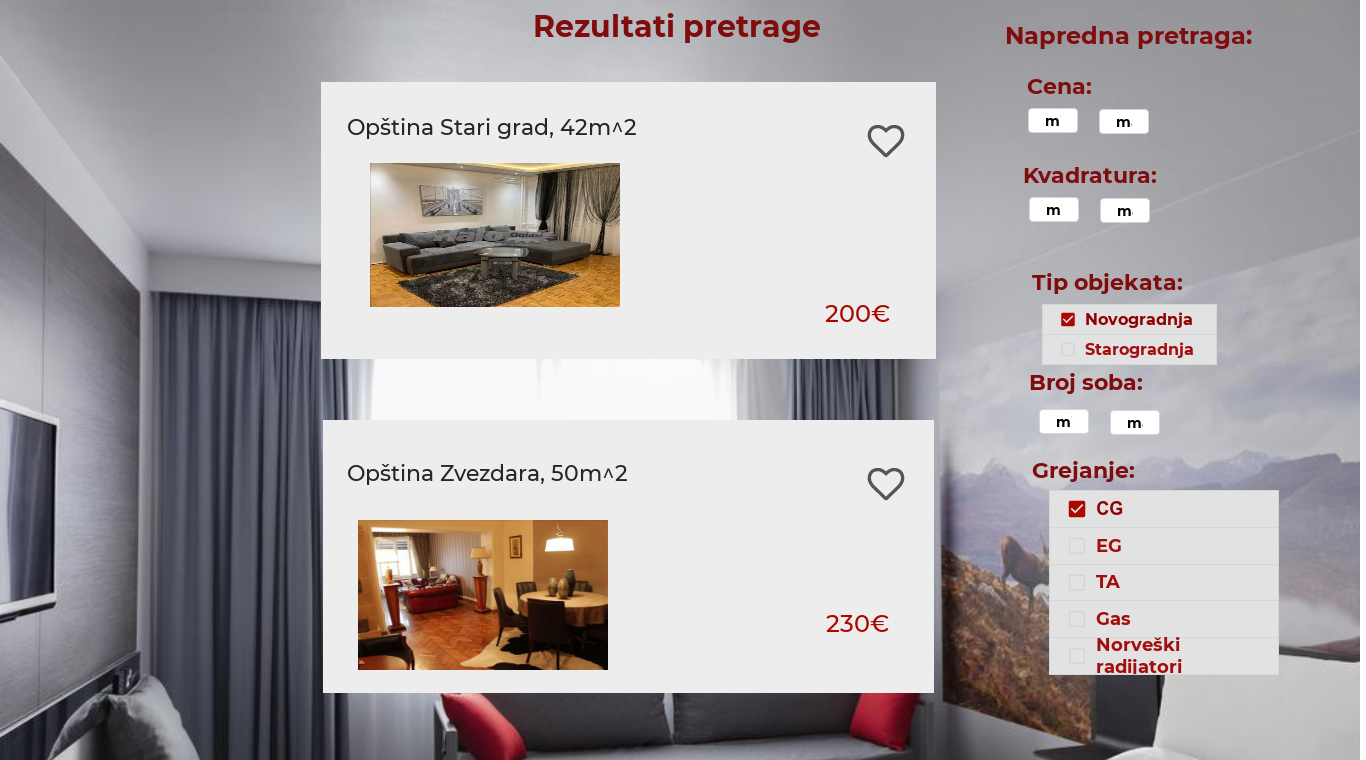 Rezultati pretrage
Opština Stari grad, 42m^2
200€
Opština Zvezdara, 50m^2
230€
Napredna pretraga:
Cena:
m m
Kvadratura:
m m
Tip objekata:
Novogradnja
Starogradnja
Broj soba:
m m
Grejanje:
CG
EG
TA
Gas
Norveški
radijatori